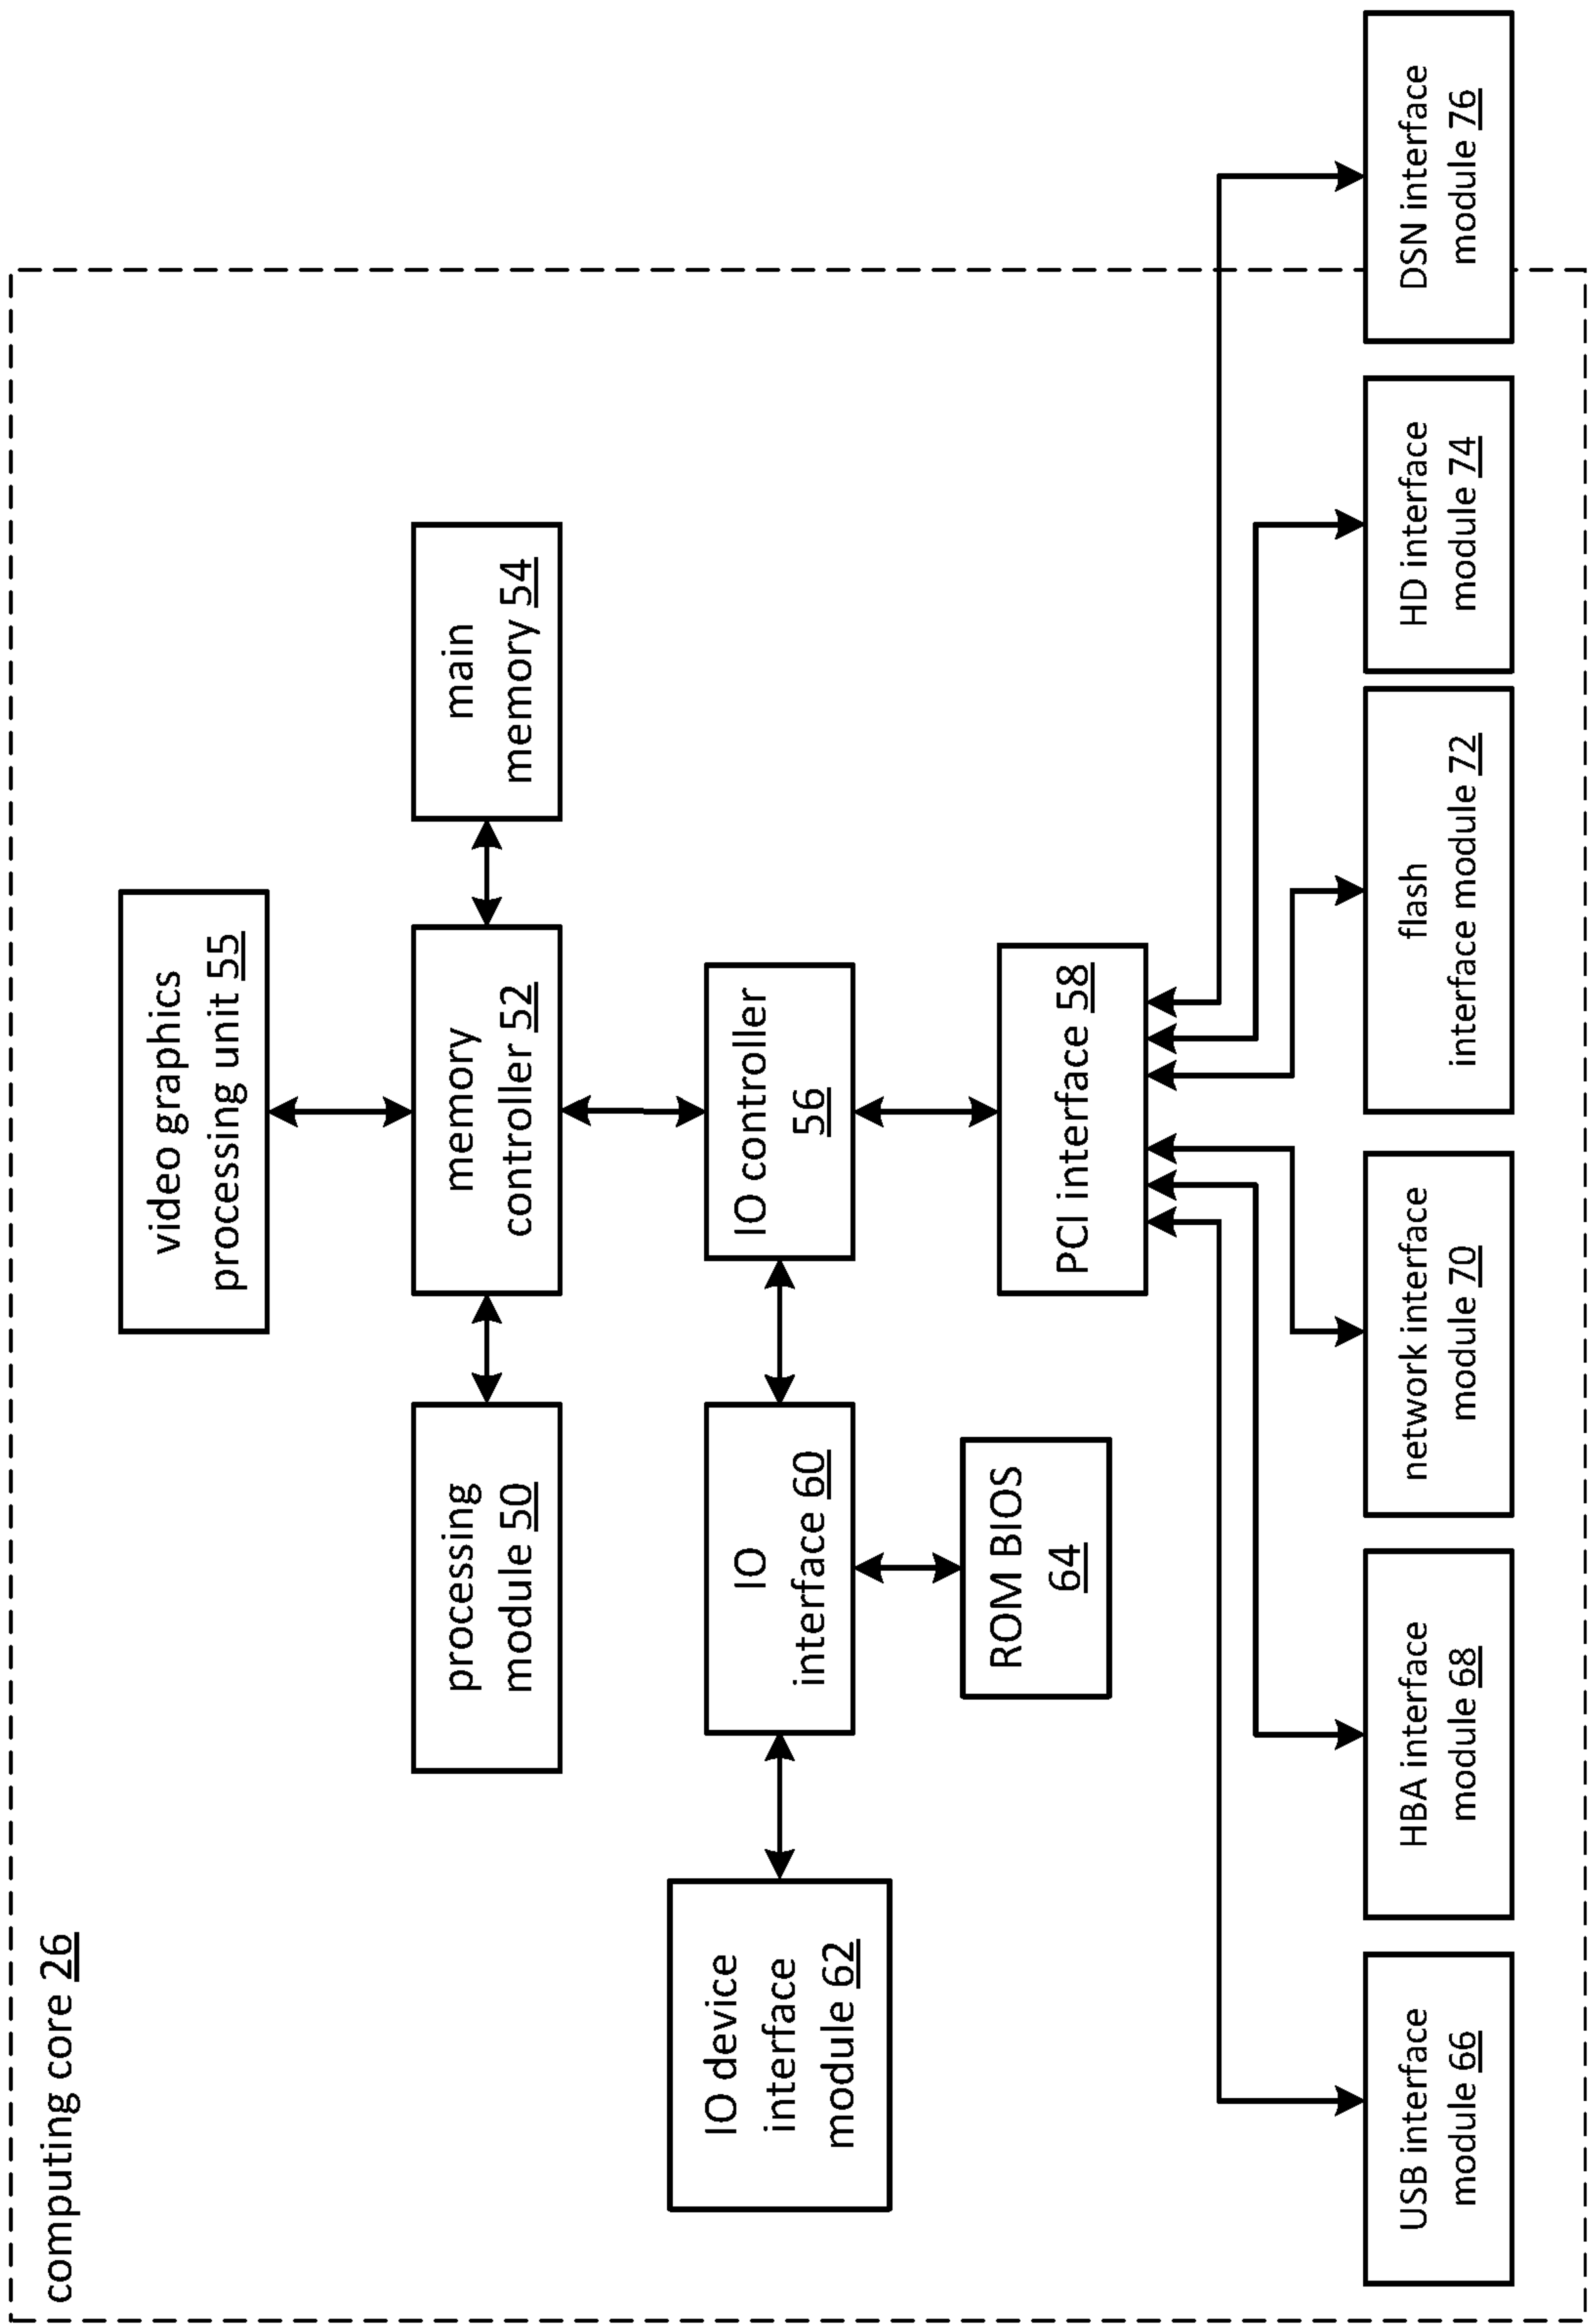 computing core 26
video graphics
processing unit 55
processing
module 50
memory
controller 52
main
memory 54
IO device
interface
module 62
IO
interface 60
IO controller
56
ROM BIOS
64
PCI interface 58
USB interface
module 66
HBA interface
module 68
network interface
module 70
flash
interface module 72
HD interface
module 74
DSN interface
module 76